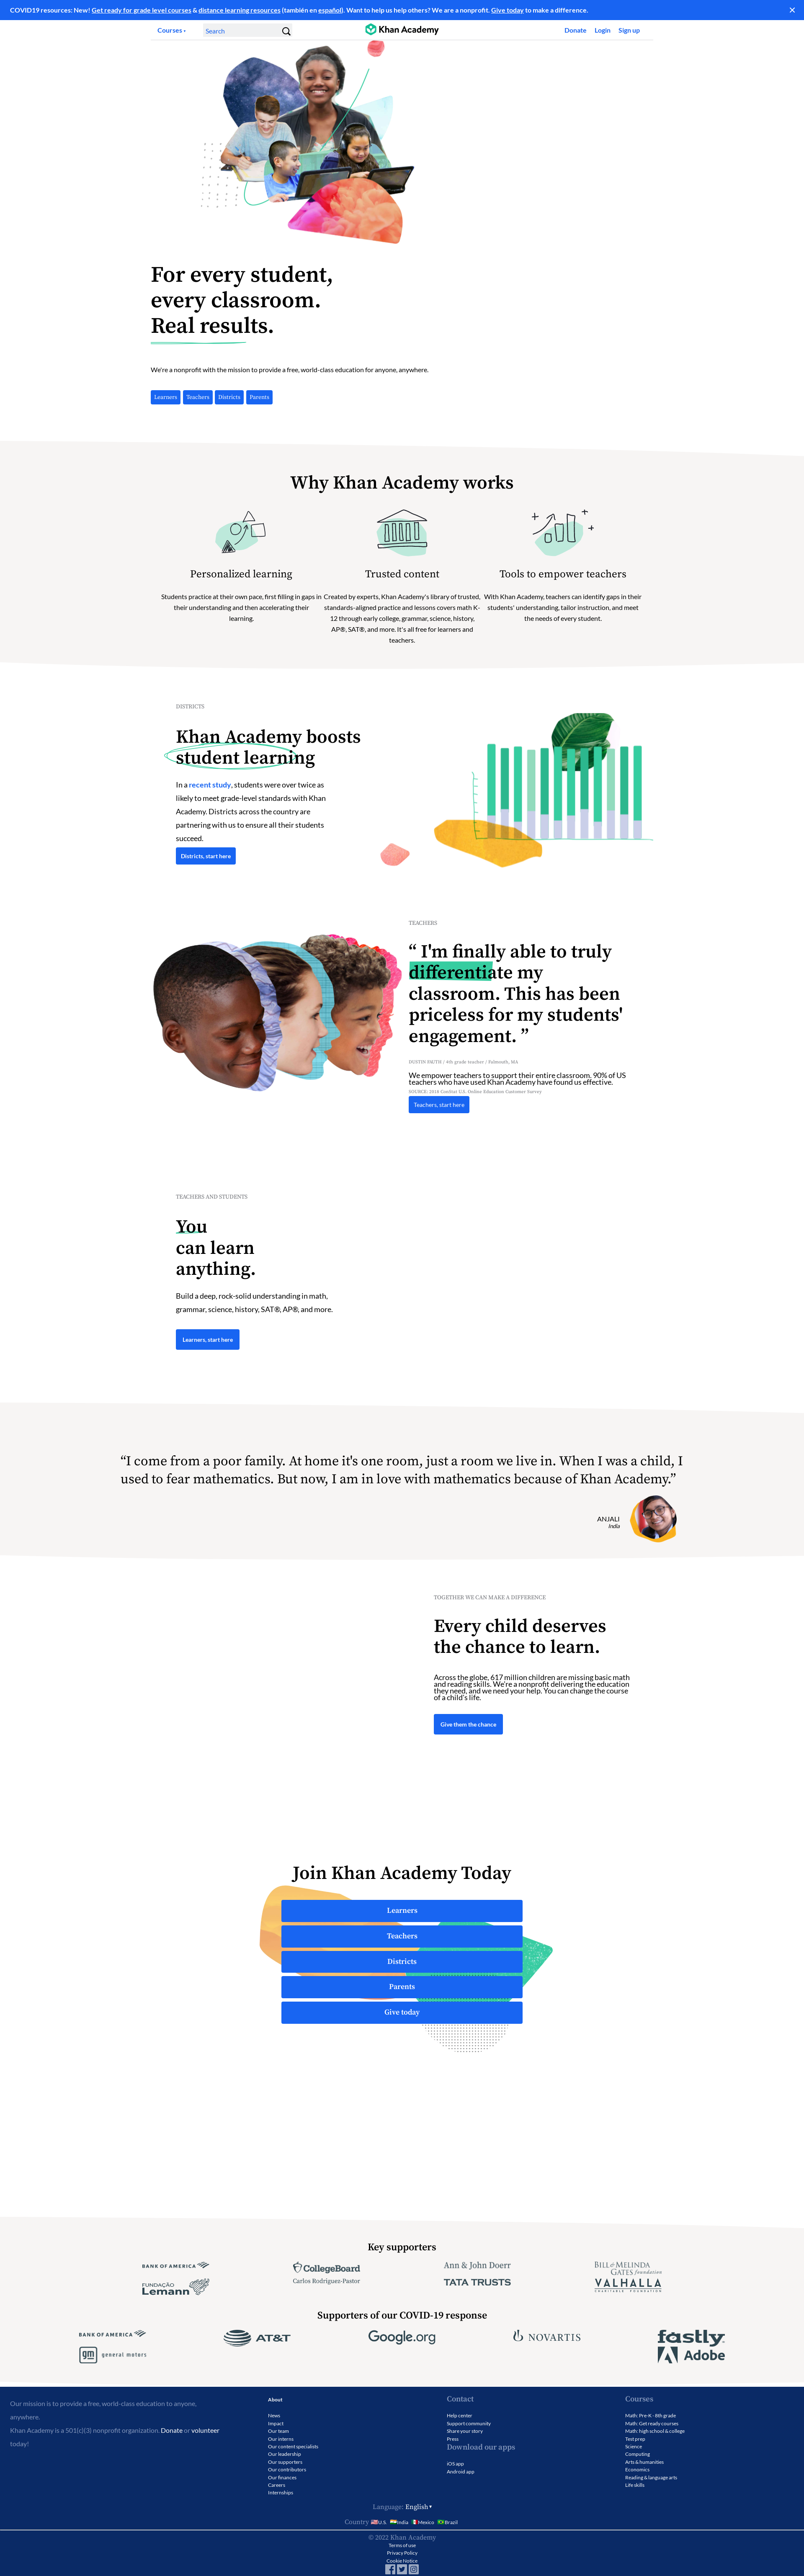 COVID19 resources: New! Get ready for grade level courses & distance learning resources (también en español). Want to help us help others? We are a nonprofit. Give today to make a difference.
Courses
Search
Khan Academy
Donate
Login
Sign up
For every student,
every classroom.
Real results.
We're a nonprofit with the mission to provide a free, world-class education for anyone, anywhere.
Learners
Teachers
Districts
Parents
Why Khan Academy works
Personalized learning
Students practice at their own pace, first filling in gaps in
their understanding and then accelerating their
learning.
Trusted content
Created by experts, Khan Academy's library of trusted,
standards-aligned practice and lessons covers math K-
12 through early college, grammar, science, history,
AP®, SAT®, and more. It's all free for learners and
teachers.
Tools to empower teachers
With Khan Academy, teachers can identify gaps in their
students' understanding, tailor instruction, and meet
the needs of every student.
DISTRICTS
Khan Academy boosts
student learning
In a recent study, students were over twice as
likely to meet grade-level standards with Khan
Academy. Districts across the country are
partnering with us to ensure all their students
succeed.
Districts, start here
TEACHERS
“ I'm finally able to truly
differentiate my
classroom. This has been
priceless for my students'
engagement. ”
DUSTIN FAUTH / 4th grade teacher / Falmouth, MA
We empower teachers to support their entire classroom. 90% of US
teachers who have used Khan Academy have found us effective.
SOURCE: 2018 Comlist U.S. Online Education Customer Survey
Teachers, start here
TEACHERS AND STUDENTS
You
can learn
anything.
Build a deep, rock-solid understanding in math,
grammar, science, history, SAT®, AP®, and more.
Learners, start here
“I come from a poor family. At home it's one room, just a room we live in. When I was a child, I
used to fear mathematics. But now, I am in love with mathematics because of Khan Academy.”
ANJALI
India
TOGETHER WE CAN MAKE A DIFFERENCE
Every child deserves
the chance to learn.
Across the globe, 617 million children are missing basic math
and reading skills. We're a nonprofit delivering the education
they need, and we need your help. You can change the course
of a child's life.
Give them the chance
Join Khan Academy Today
Learners
Teachers
Districts
Parents
Give today
Key supporters
BANK OF AMERICA
FUNDAÇÃO
Lemann
CollegeBoard
Carlos Rodriguez-Pastor
Ann & John Doerr
TATA TRUSTS
BILL & MELINDA
GATES foundation
VALHALLA
CHARITABLE FOUNDATION
Supporters of our COVID-19 response
BANK OF AMERICA
gm general motors
AT&T
Google.org
NOVARTIS
fastly
Adobe
Our mission is to provide a free, world-class education to anyone,
anywhere.
Khan Academy is a 501(c)(3) nonprofit organization. Donate or volunteer
today!
About
News
Impact
Our team
Our interns
Our content specialists
Our leadership
Our supporters
Our contributors
Our finances
Careers
Internships
Contact
Help center
Support community
Share your story
Press
Download our apps
iOS app
Android app
Courses
Math: Pre-K - 8th grade
Math: Get ready courses
Math: high school & college
Test prep
Science
Computing
Arts & humanities
Economics
Reading & language arts
Life skills
Language: English
Country U.S. India Mexico Brazil
© 2022 Khan Academy
Terms of use
Privacy Policy
Cookie Notice